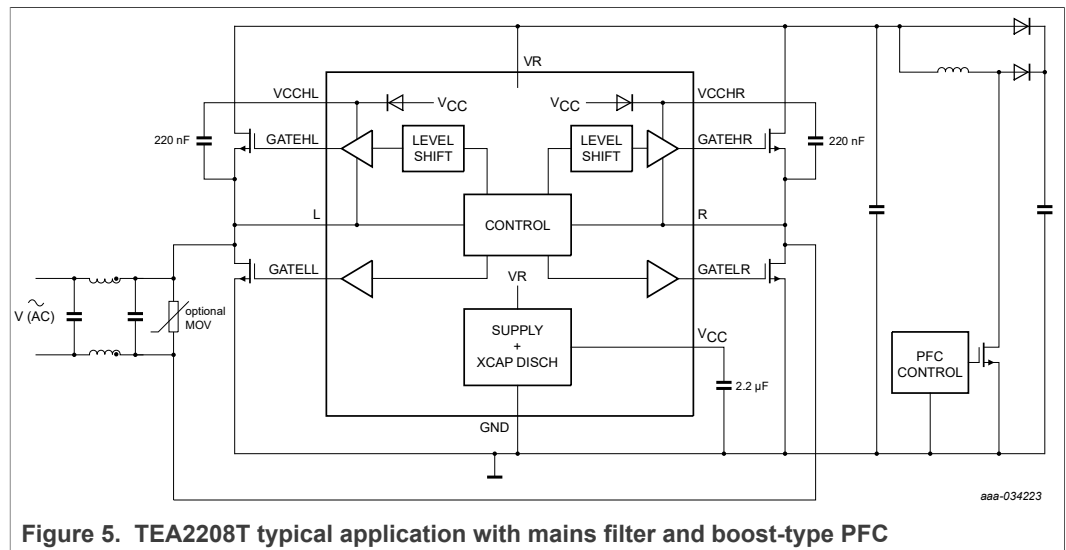 VR
VCCHL
VCC
VCC
VCCHR
220 nF
GATEHL
LEVEL
SHIFT
LEVEL
SHIFT
GATEHR
220 nF
L
CONTROL
R
GATELL
VR
GATELR
V (AC)
~
optional
MOV
SUPPLY
+
XCAP DISCH
VCC
2.2 µF
PFC
CONTROL
GND
aaa-034223
Figure 5. TEA2208T typical application with mains filter and boost-type PFC